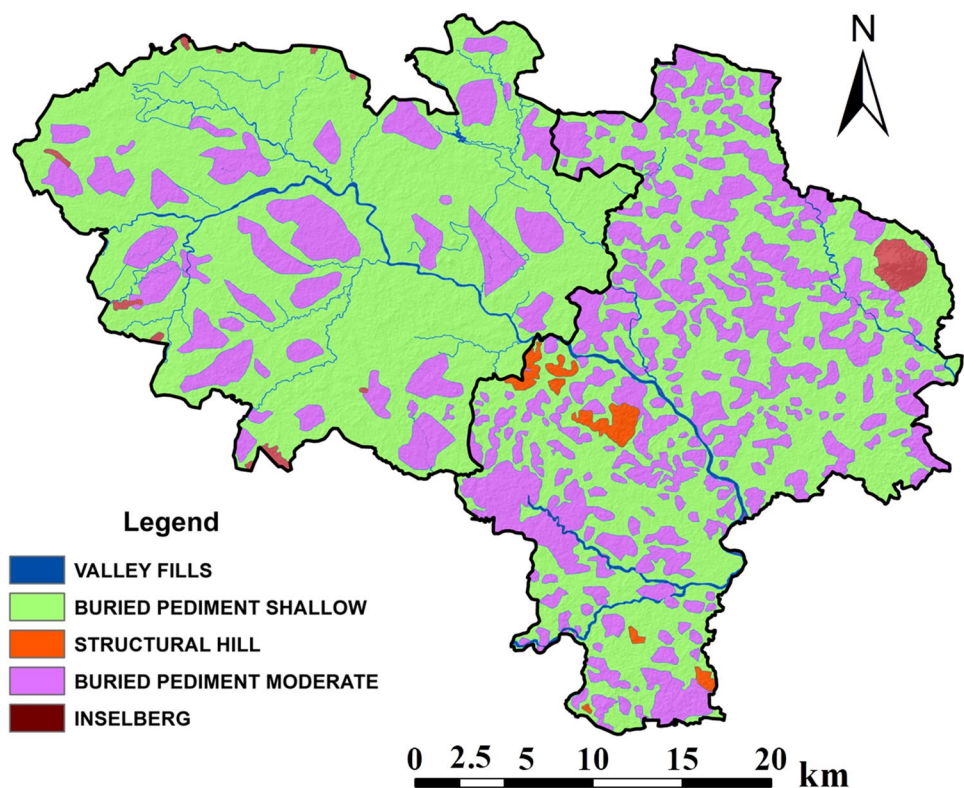 N
Legend
VALLEY FILLS
BURIED PEDIMENT SHALLOW
STRUCTURAL HILL
BURIED PEDIMENT MODERATE
INSELBERG
0 2.5 5 10 15 20 km